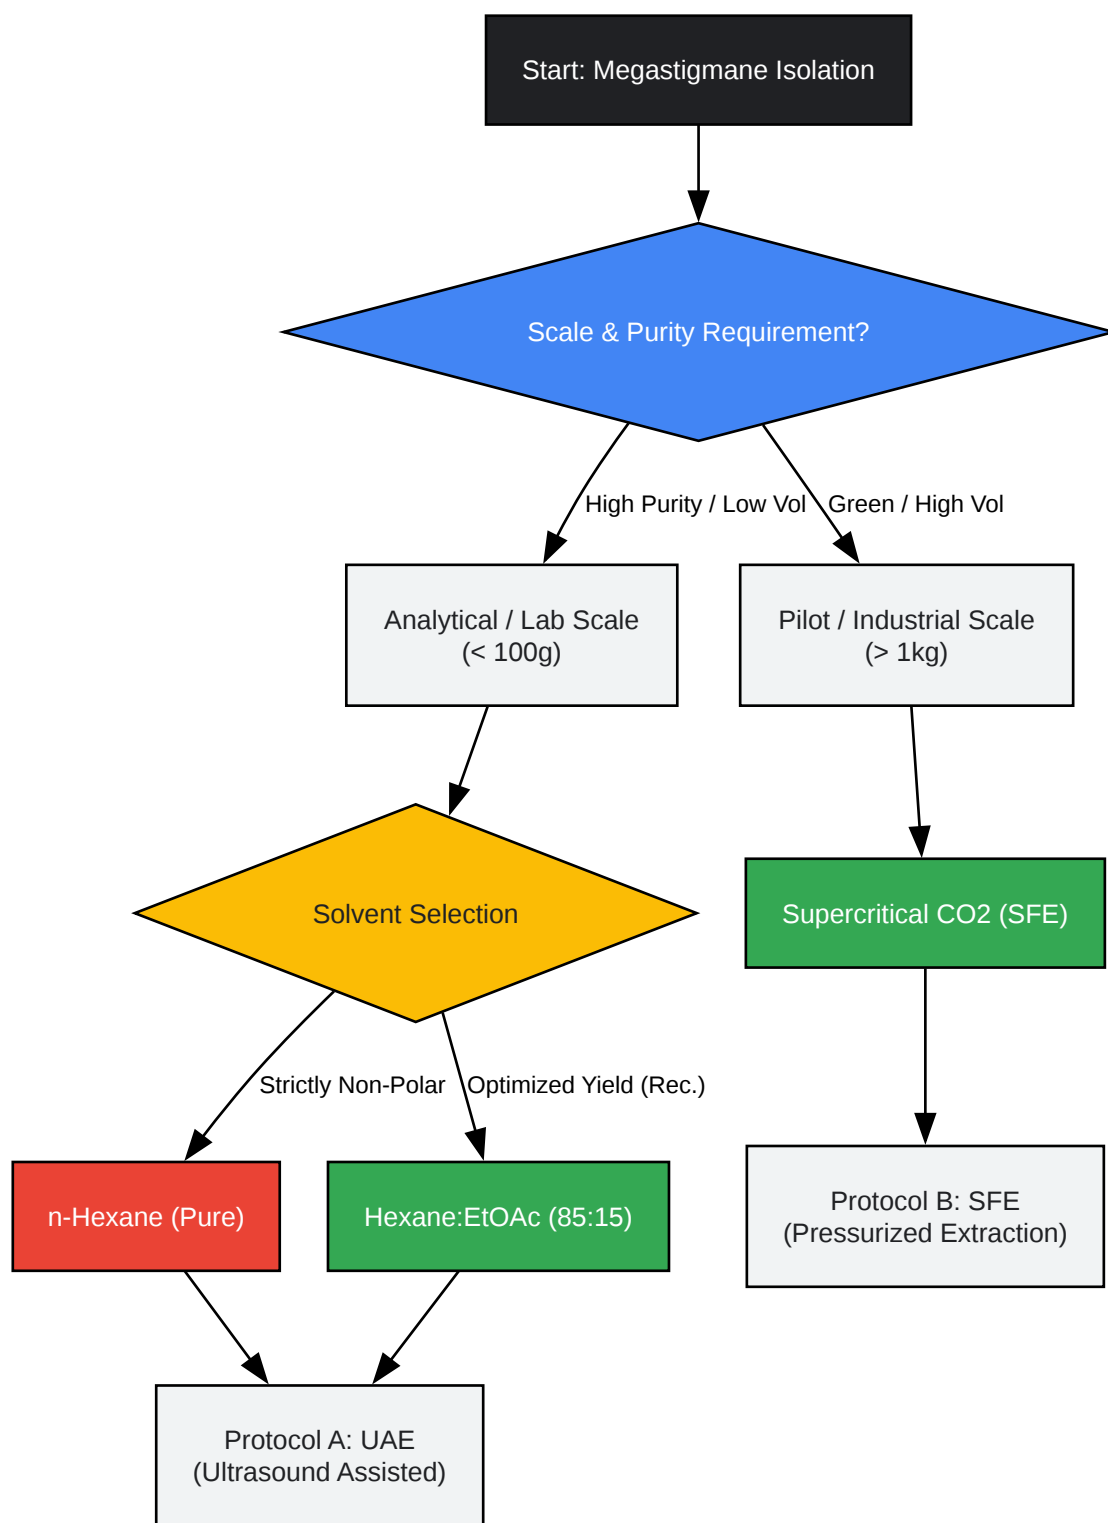 Start: Megastigmane Isolation
Scale & Purity Requirement?
High Purity / Low Vol
Green / High Vol
Analytical / Lab Scale
(< 100g)
Pilot / Industrial Scale
(> 1kg)
Solvent Selection
Supercritical CO2 (SFE)
Strictly Non-Polar
Optimized Yield (Rec.)
n-Hexane (Pure)
Hexane:EtOAc (85:15)
Protocol B: SFE
(Pressurized Extraction)
Protocol A: UAE
(Ultrasound Assisted)